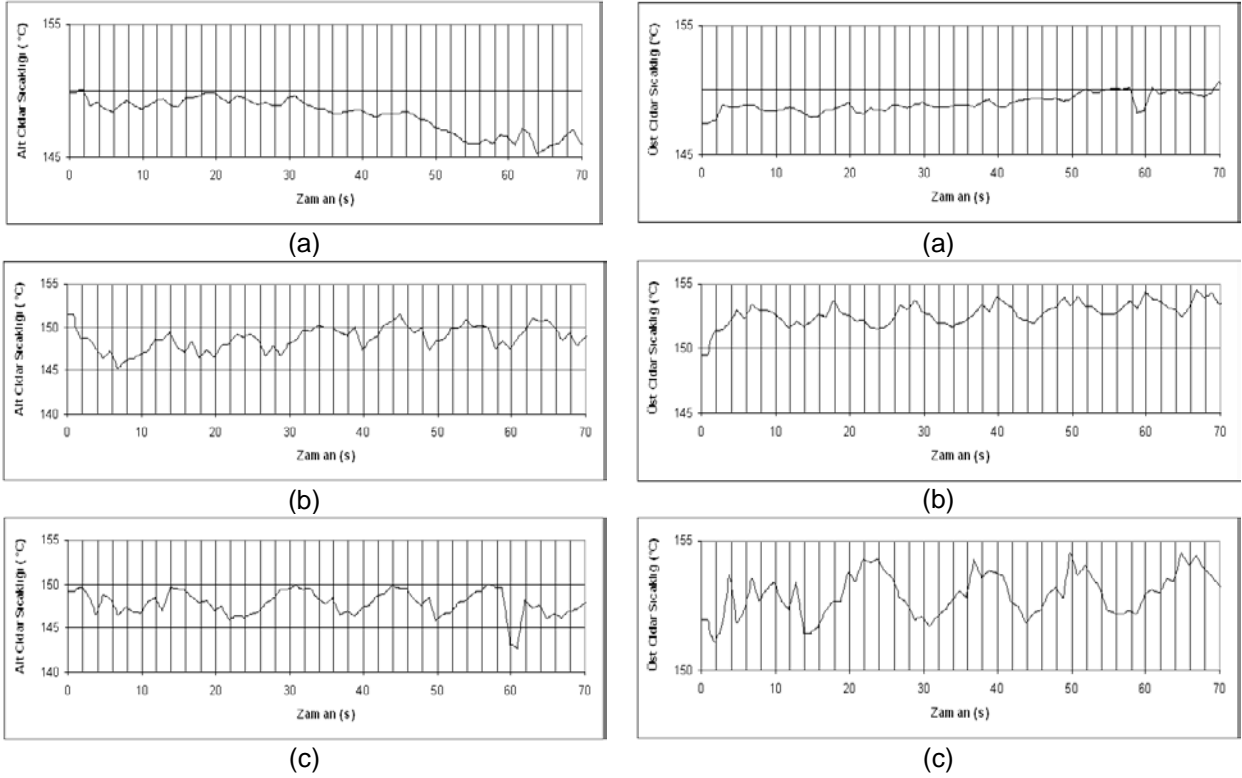 Alt Cidar Sıcaklığı ( °C)
155
145
0 10 20 30 40 50 60 70
Zam an (s)
(a)
Üst Cidar Sıcaklığı (°C)
155
145
0 10 20 30 40 50 60 70
Zam an (s)
(a)
Alt Cidar Sıcaklığı ( °C)
155
150
145
140
0 10 20 30 40 50 60 70
Zam an (s)
(b)
Üst Cidar Sıcaklığı (°C)
155
150
145
0 10 20 30 40 50 60 70
Zam an (s)
(b)
Alt Cidar Sıcaklığı ( °C)
155
150
145
140
0 10 20 30 40 50 60 70
Zam an (s)
(c)
Üst Cidar Sıcaklığı (°C)
155
150
0 10 20 30 40 50 60 70
Zam an (s)
(c)